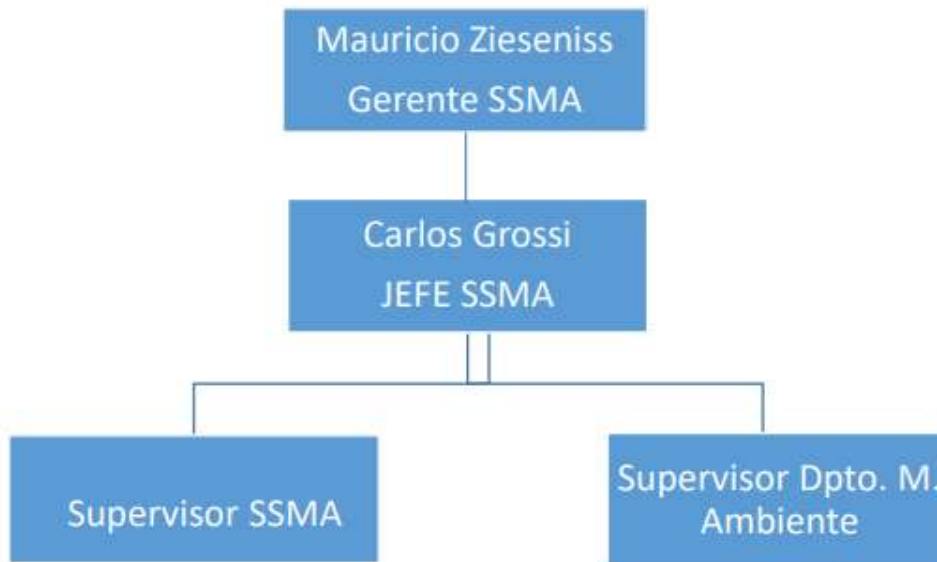 Mauricio Zieseniss
Gerente SSMA
Carlos Grossi
JEFE SSMA
Supervisor SSMA
Supervisor Dpto. M.
Ambiente